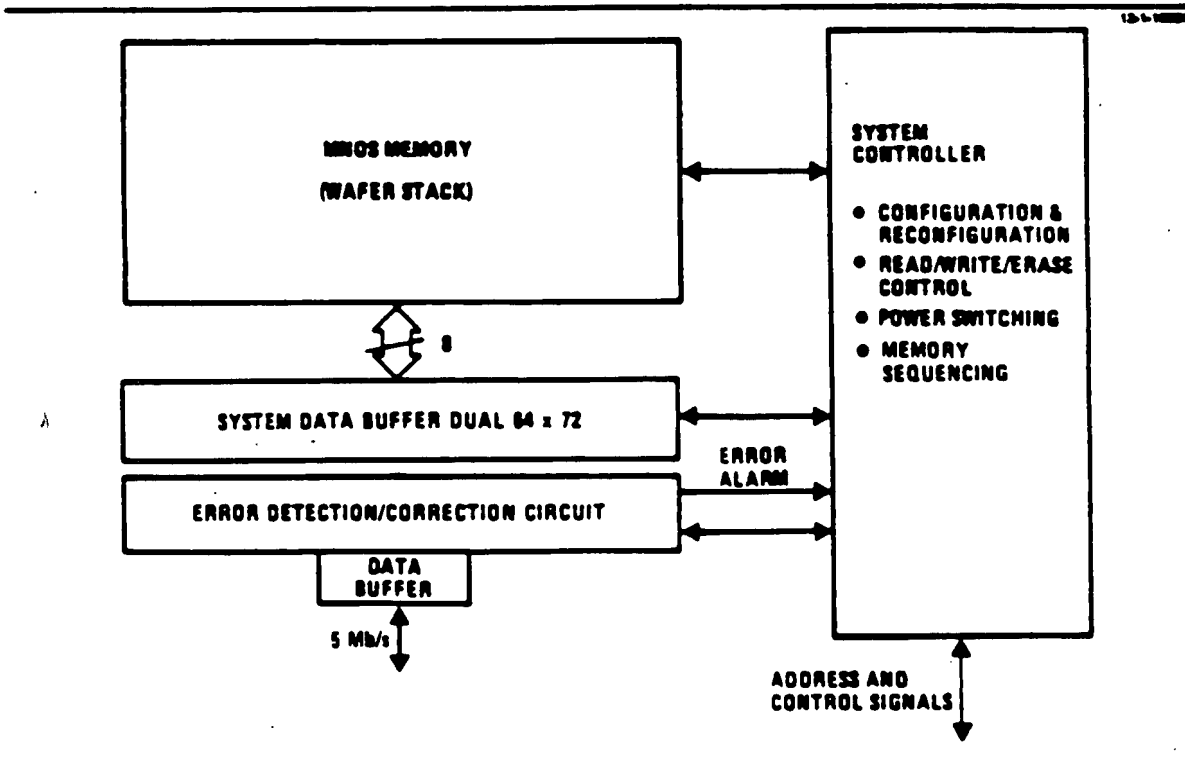 MNOS MEMORY
(WAFER STACK)
SYSTEM
CONTROLLER
● CONFIGURATION &
RECONFIGURATION
● READ/WRITE/ERASE
CONTROL
● POWER SWITCHING
● MEMORY
SEQUENCING
8
SYSTEM DATA BUFFER DUAL 64 x 72
ERROR
ALARM
ERROR DETECTION/CORRECTION CIRCUIT
DATA
BUFFER
5 Mb/s
ADDRESS AND
CONTROL SIGNALS